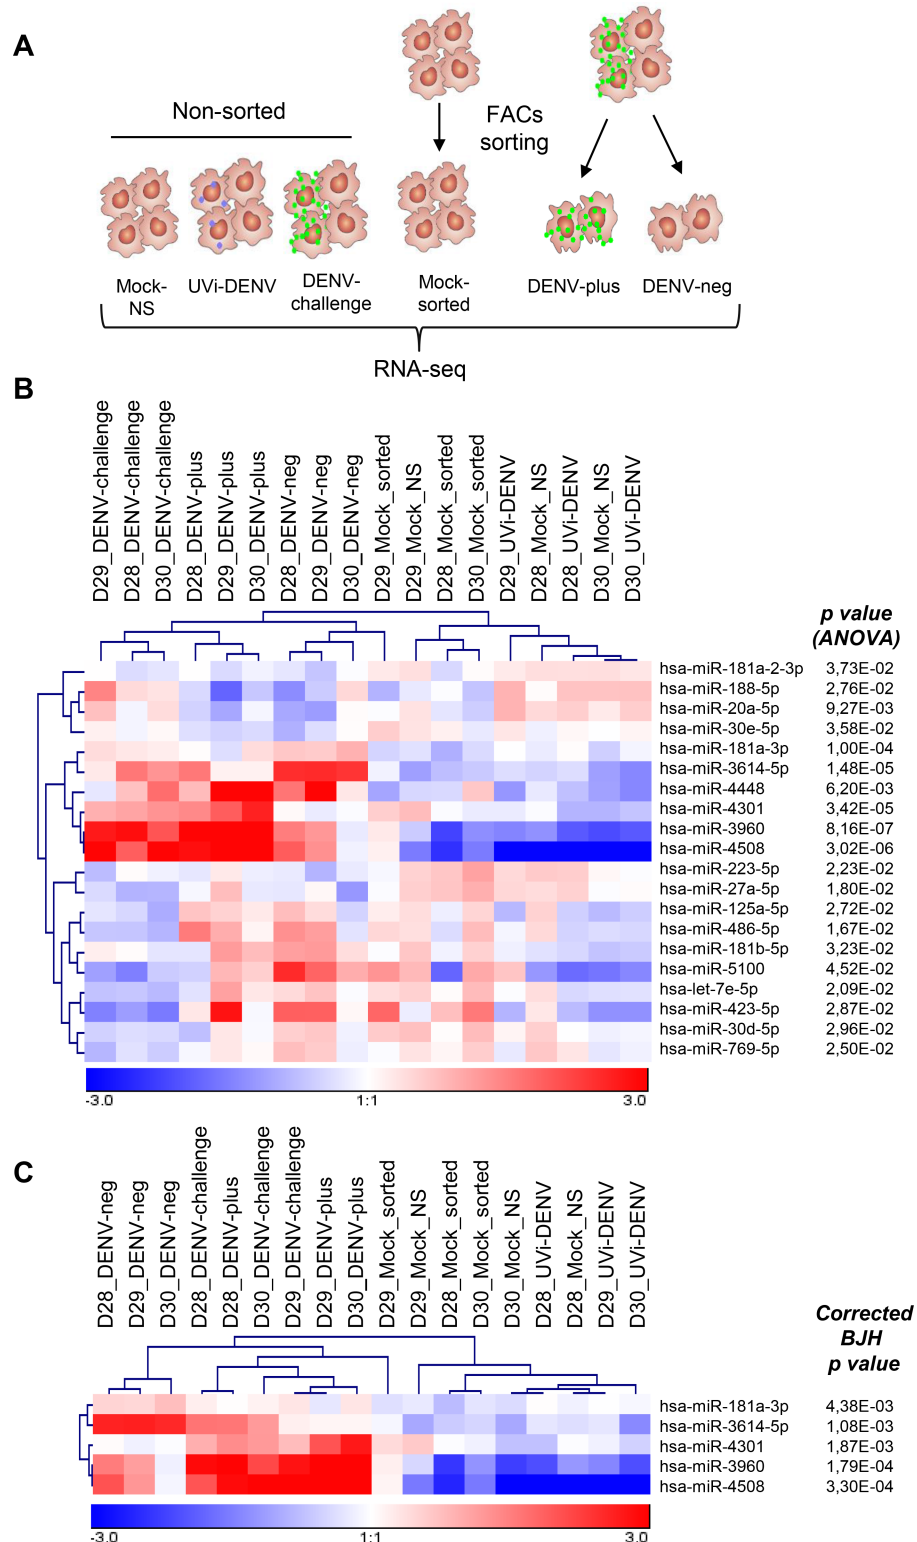 A
Non-sorted
FACs
sorting
Mock-
NS
UVi-DENV
DENV-
challenge
Mock-
sorted
DENV-plus
DENV-neg
RNA-seq
B
D29_DENV-challenge
D28_DENV-challenge
D30_DENV-challenge
D28_DENV-plus
D29_DENV-plus
D30_DENV-plus
D28_DENV-neg
D29_DENV-neg
D30_DENV-neg
D29_Mock_sorted
D29_Mock_NS
D28_Mock_sorted
D30_Mock_sorted
D29_UVi-DENV
D28_Mock_NS
D28_UVi-DENV
D30_Mock_NS
D30_UVi-DENV
p value
(ANOVA)
hsa-miR-181a-2-3p 3,73E-02
hsa-miR-188-5p 2,76E-02
hsa-miR-20a-5p 9,27E-03
hsa-miR-30e-5p 3,58E-02
hsa-miR-181a-3p 1,00E-04
hsa-miR-3614-5p 1,48E-05
hsa-miR-4448 6,20E-03
hsa-miR-4301 3,42E-05
hsa-miR-3960 8,16E-07
hsa-miR-4508 3,02E-06
hsa-miR-223-5p 2,23E-02
hsa-miR-27a-5p 1,80E-02
hsa-miR-125a-5p 2,72E-02
hsa-miR-486-5p 1,67E-02
hsa-miR-181b-5p 3,23E-02
hsa-miR-5100 4,52E-02
hsa-let-7e-5p 2,09E-02
hsa-miR-423-5p 2,87E-02
hsa-miR-30d-5p 2,96E-02
hsa-miR-769-5p 2,50E-02
-3.0 1:1 3.0
C
D28_DENV-neg
D29_DENV-neg
D30_DENV-neg
D28_DENV-challenge
D28_DENV-plus
D30_DENV-challenge
D29_DENV-challenge
D29_DENV-plus
D30_DENV-plus
D29_Mock_sorted
D29_Mock_NS
D28_Mock_sorted
D30_Mock_sorted
D30_Mock_NS
D28_UVi-DENV
D28_Mock_NS
D29_UVi-DENV
D30_UVi-DENV
Corrected
BJH
p value
hsa-miR-181a-3p 4,38E-03
hsa-miR-3614-5p 1,08E-03
hsa-miR-4301 1,87E-03
hsa-miR-3960 1,79E-04
hsa-miR-4508 3,30E-04
-3.0 1:1 3.0